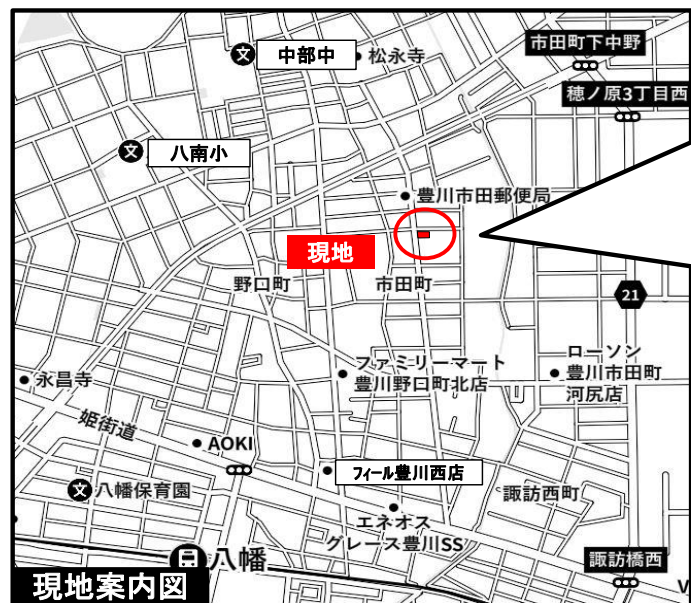 市田町下中野
中部中
松永寺
穂ノ原3丁目西
文
文
八南小
豊川市田郵便局
現地
野口町
市田町
21
ファミリーマート
豊川野口町北店
ローソン
豊川市田町
河尻店
永昌寺
姫街道
AOKI
フィール豊川西店
文
八幡保育園
諏訪西町
エネオス
グレース豊川SS
八幡
諏訪橋西
現地案内図
V